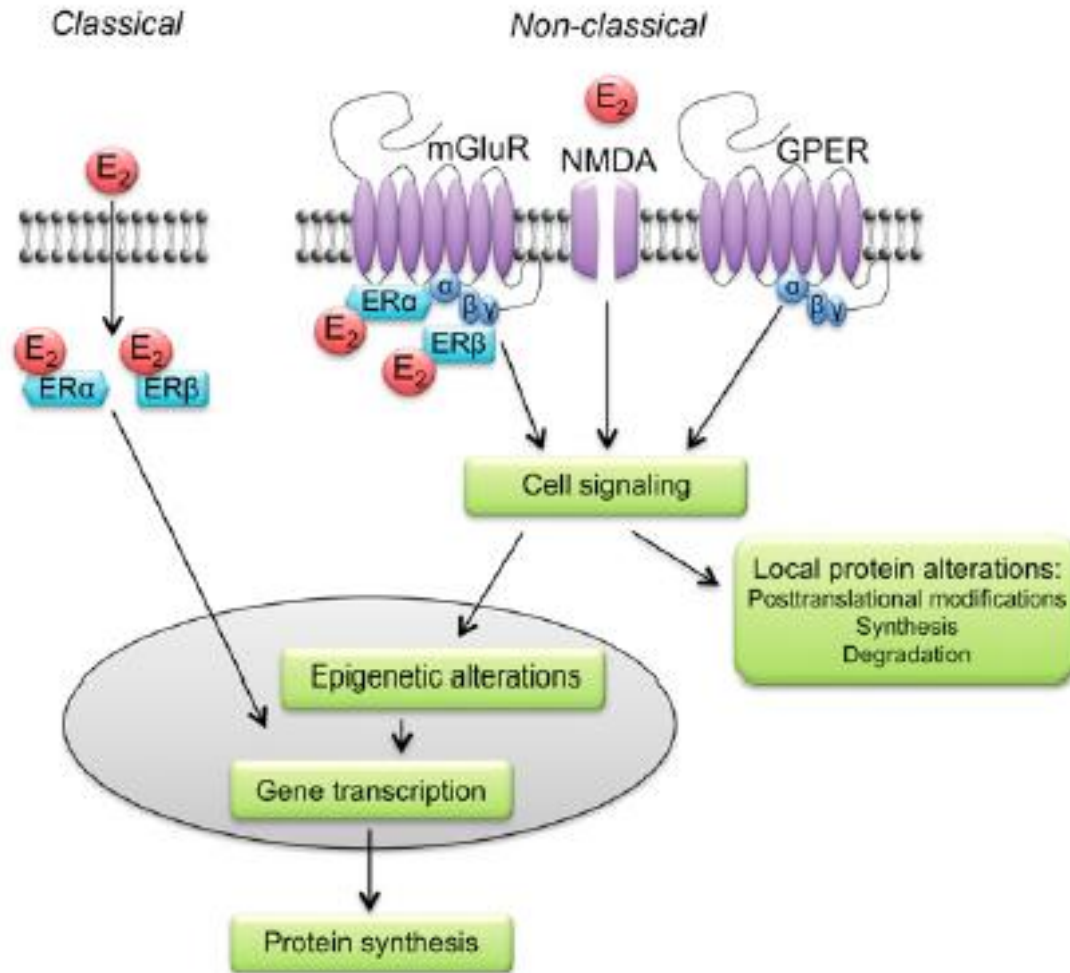 Classical
Non-classical
E2
E2
mGluR
NMDA
GPER
α
βγ
ERα
E2
ERβ
E2
α
βγ
E2
ERα
E2
ERβ
Cell signaling
Local protein alterations:
Posttranslational modifications
Synthesis
Degradation
Epigenetic alterations
Gene transcription
Protein synthesis